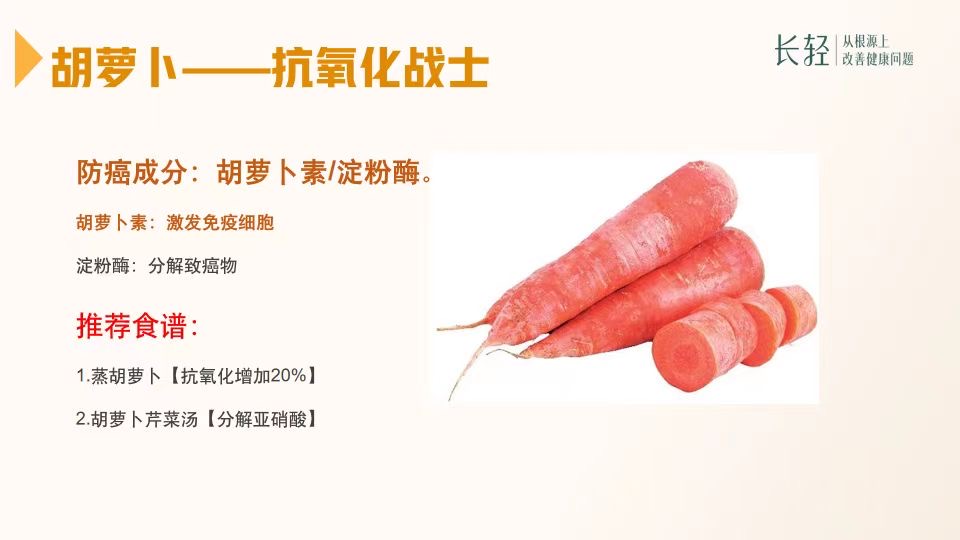 胡萝卜——抗氧化战士
长轻
从根源上
改善健康问题
防癌成分：胡萝卜素/淀粉酶。
胡萝卜素：激发免疫细胞
淀粉酶：分解致癌物
推荐食谱：
1.蒸胡萝卜【抗氧化增加20%】
2.胡萝卜芹菜汤【分解亚硝酸】